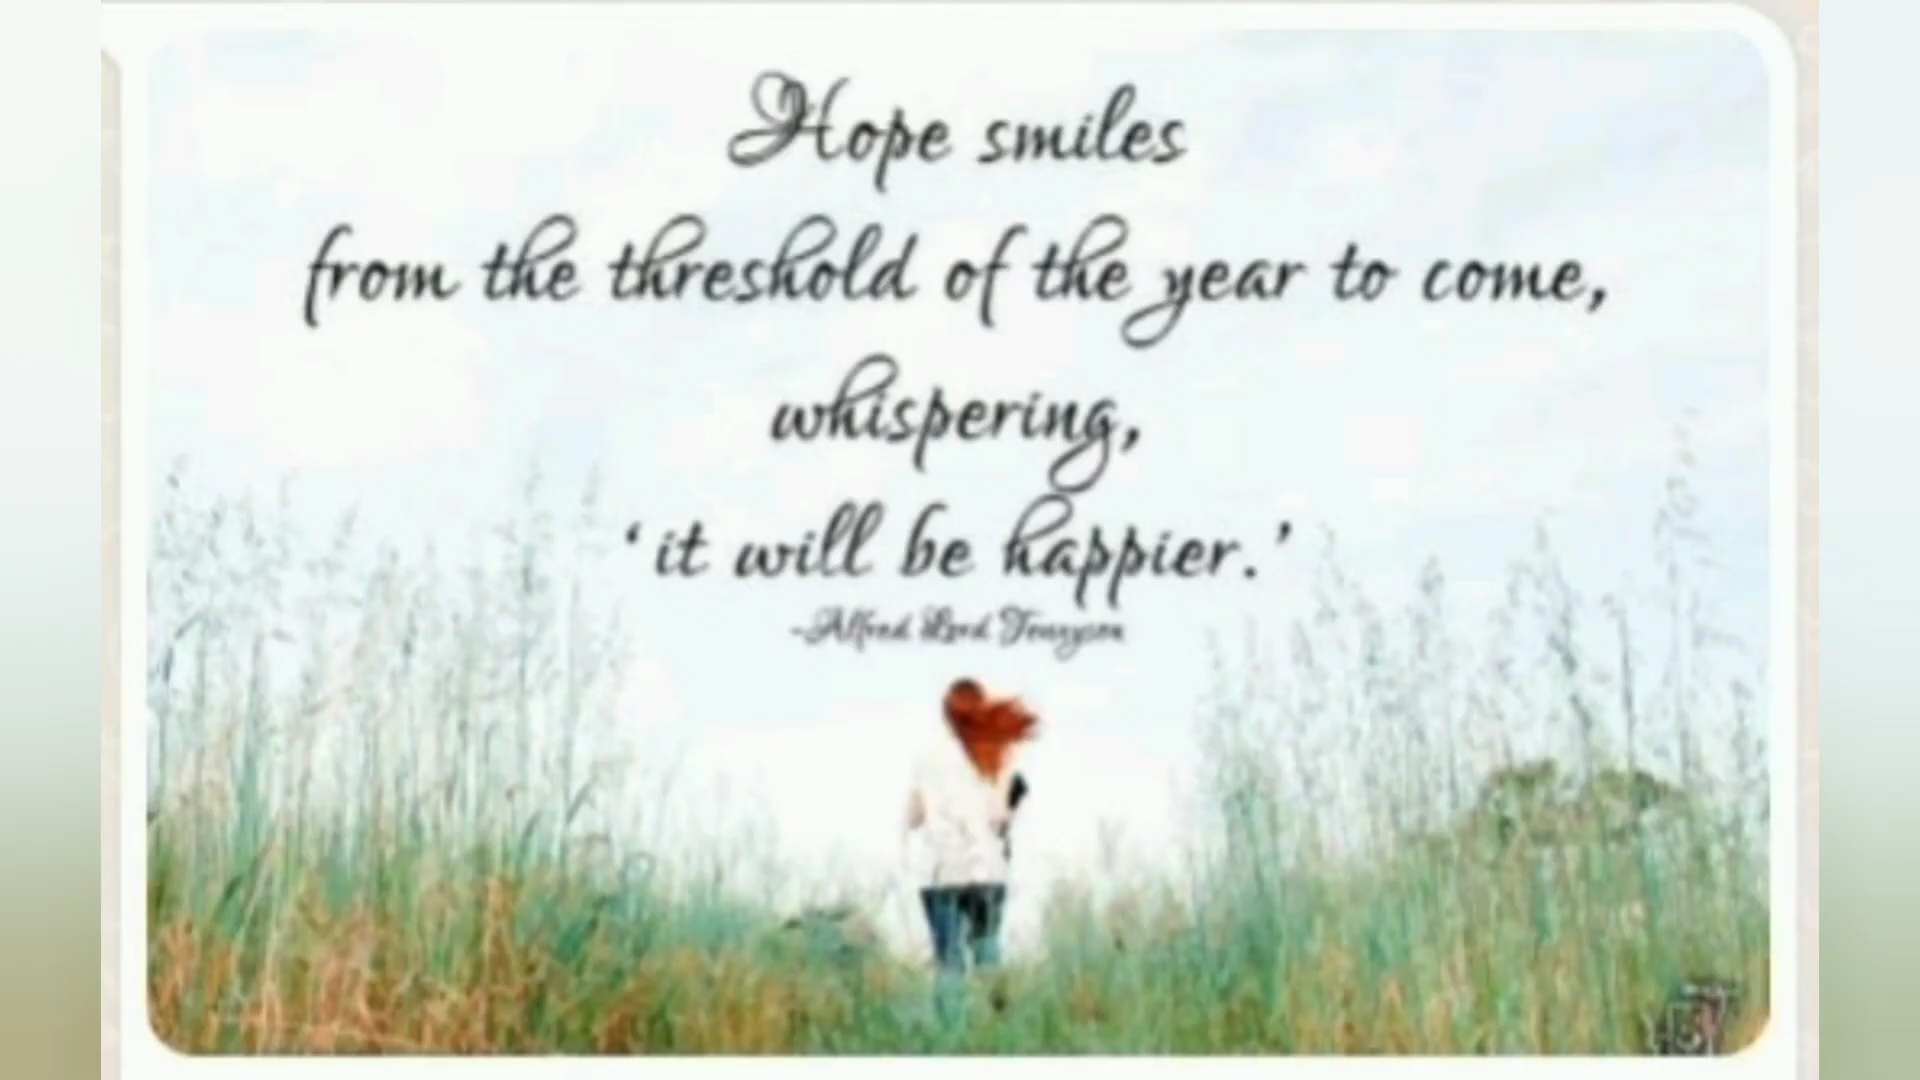 Hope smiles
from the threshold of the year to come,
whispering,
‘it will be happier.’
-Alfred Lord Tennyson